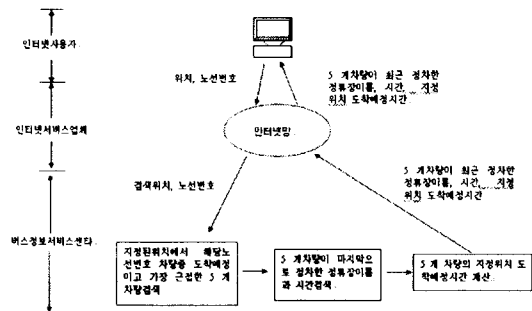 인터넷사용자
위치, 노선번호
5 개차량이 최근 정차한
정류장이름, 시간, 지정
위치 도착예정시간
인터넷서비스업체
인터넷망
5 개차량이 최근 정차한
정류장이름, 시간, 지정
위치 도착예정시간
검색위치, 노선번호
버스정보서비스센타
지정된위치에서 해당노
선번호 차량중 도착예정
이고 가장 근접한 5 개
차량검색
5 개차량이 마지막으
로 정차한 정류장이름
과 시간검색
5 개 차량의 지정위치 도
착예정시간 계산